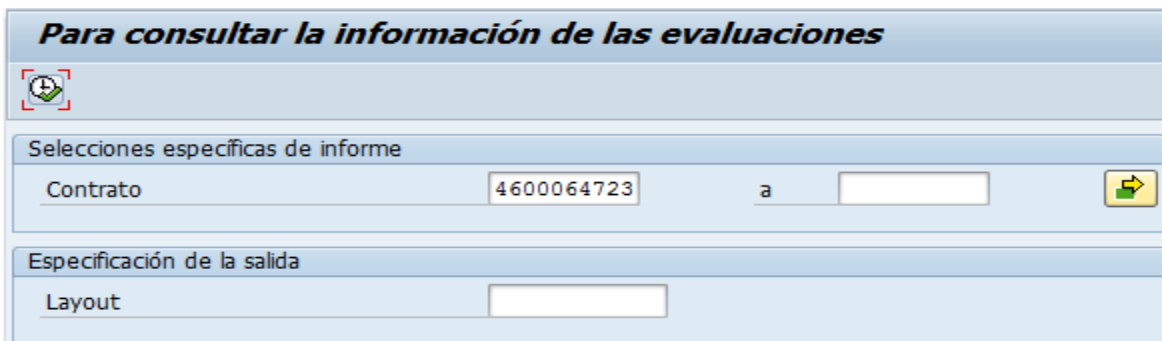 Para consultar la información de las evaluaciones
Selecciones específicas de informe
Contrato 4600064723 a
Especificación de la salida
Layout